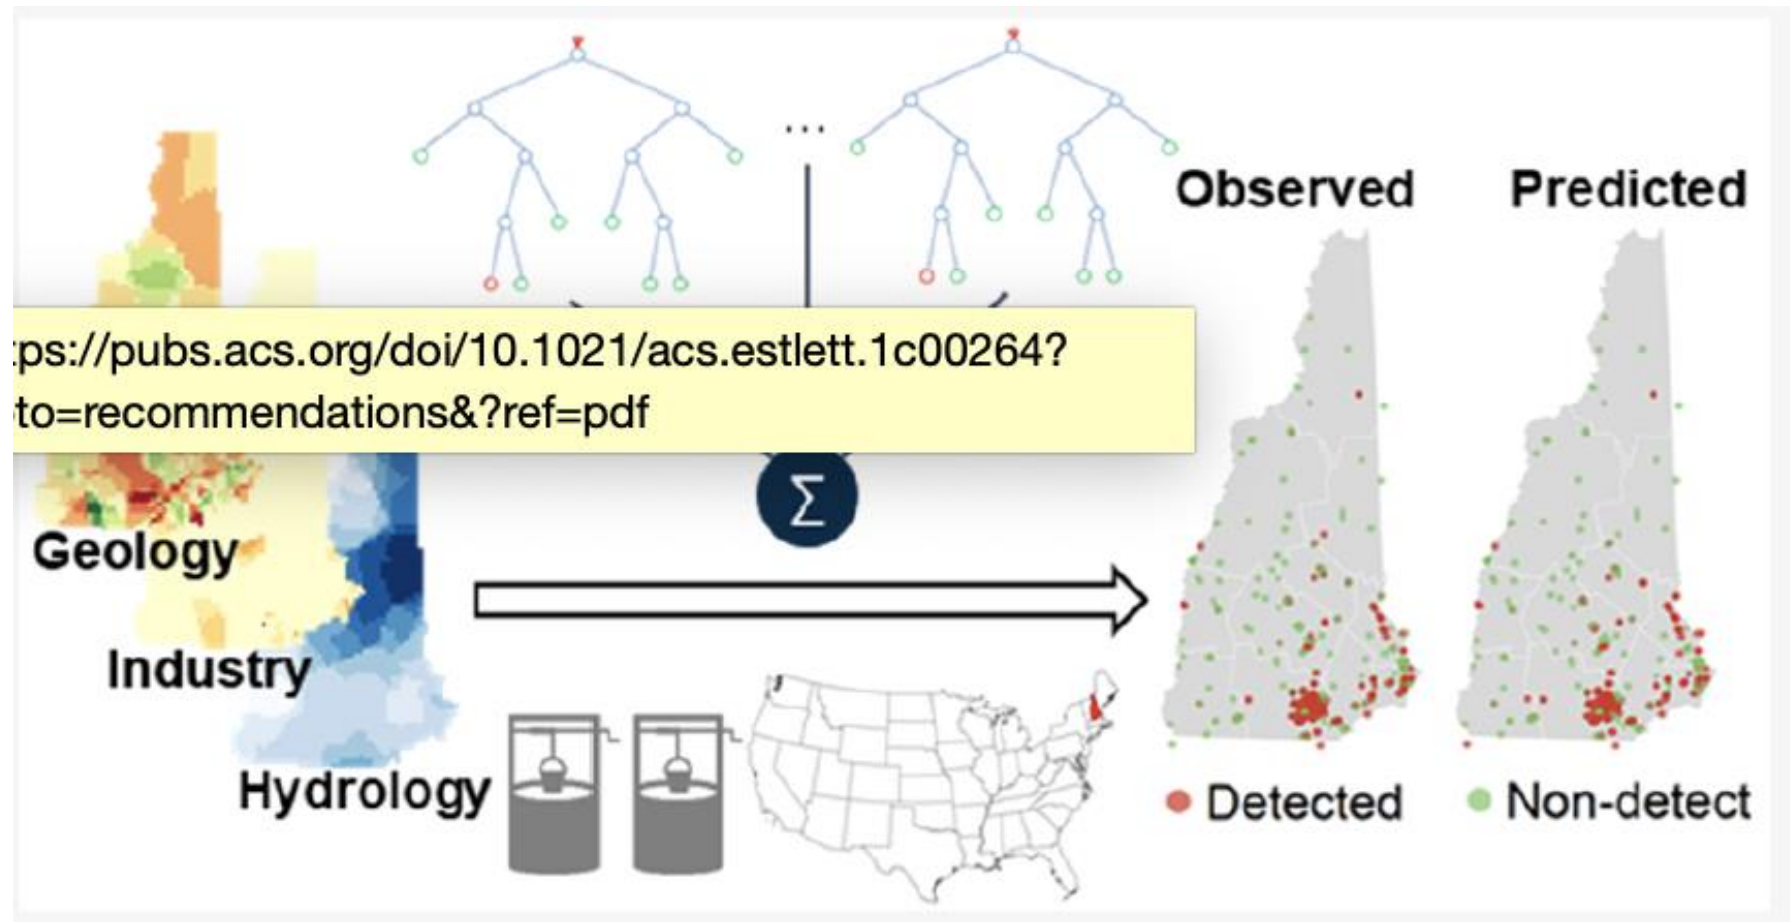 ...
Observed Predicted
tps://pubs.acs.org/doi/10.1021/acs.estlett.1c00264?
to=recommendations&?ref=pdf
Σ
Geology
Industry
Hydrology
Detected Non-detect